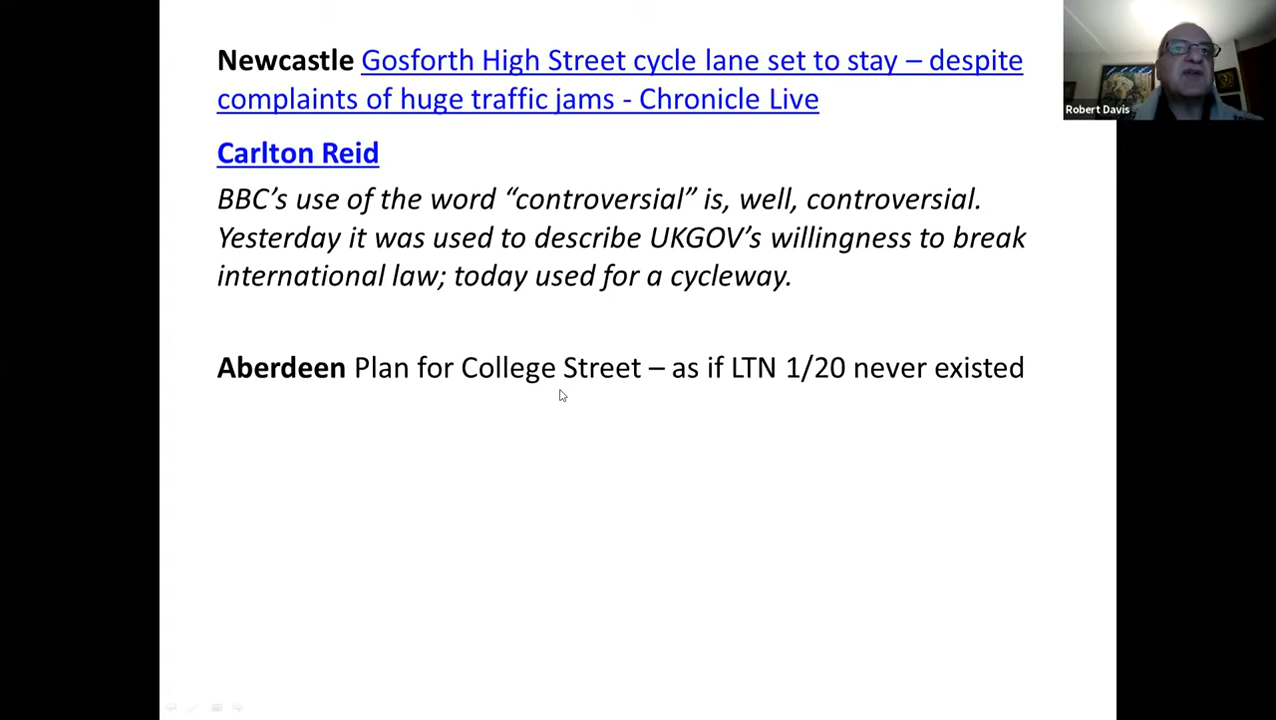 Newcastle Gosforth High Street cycle lane set to stay – despite
complaints of huge traffic jams - Chronicle Live
Carlton Reid
BBC’s use of the word “controversial” is, well, controversial.
Yesterday it was used to describe UKGOV’s willingness to break
international law; today used for a cycleway.
Aberdeen Plan for College Street – as if LTN 1/20 never existed
Robert Davis